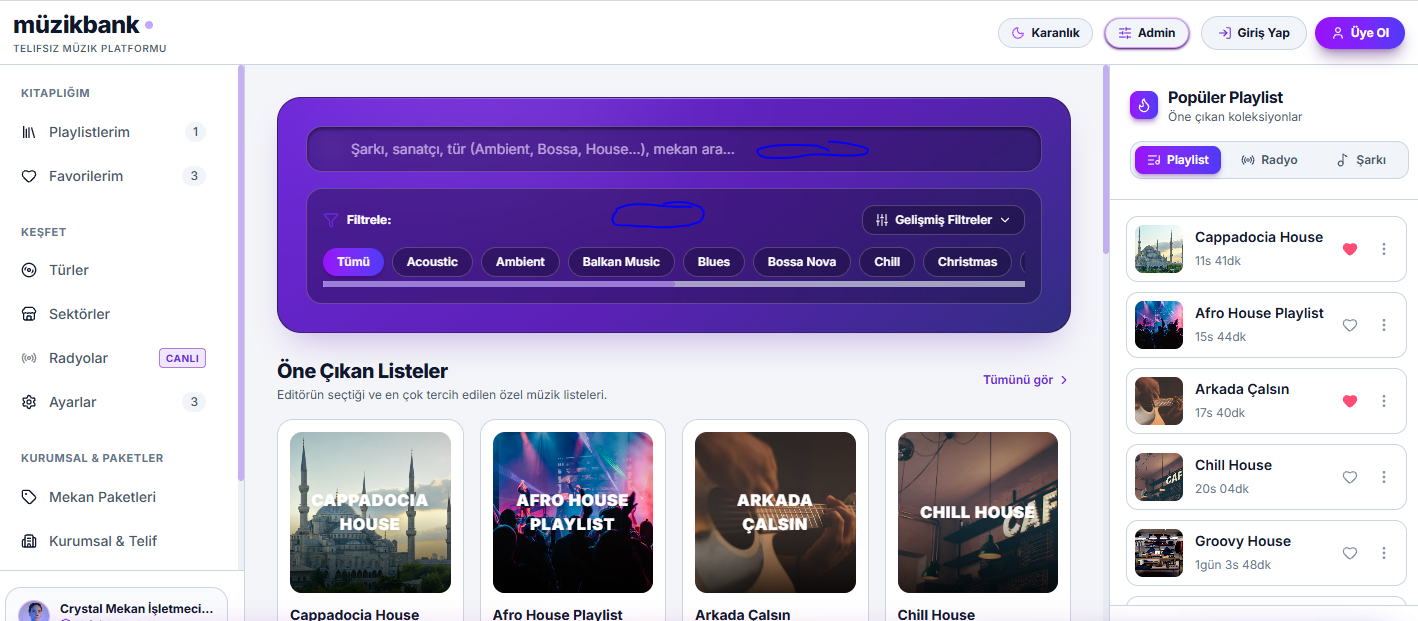 müzikbank
TELIFSIZ MÜZIK PLATFORMU
Karanlık
Admin
Giriş Yap
Üye Ol
KITAPLIĞIM
Playlistlerim 1
Favorilerim 3
KEŞFET
Türler
Sektörler
Radyolar CANLI
Ayarlar 3
KURUMSAL & PAKETLER
Mekan Paketleri
Kurumsal & Telif
Crystal Mekan İşletmeci...
Şarkı, sanatçı, tür (Ambient, Bossa, House...), mekan ara...
Filtrele:
Gelişmiş Filtreler
Tümü
Acoustic
Ambient
Balkan Music
Blues
Bossa Nova
Chill
Christmas
Öne Çıkan Listeler
Editörün seçtiği ve en çok tercih edilen özel müzik listeleri.
Tümünü gör
CAPPADOCIA
HOUSE
Cappadocia House
AFRO HOUSE
PLAYLIST
Afro House Playlist
ARKADA
ÇALSIN
Arkada Çalsın
CHILL HOUSE
Chill House
Popüler Playlist
Öne çıkan koleksiyonlar
Playlist
Radyo
Şarkı
Cappadocia House
11s 41dk
Afro House Playlist
15s 44dk
Arkada Çalsın
17s 40dk
Chill House
20s 04dk
Groovy House
1gün 3s 48dk